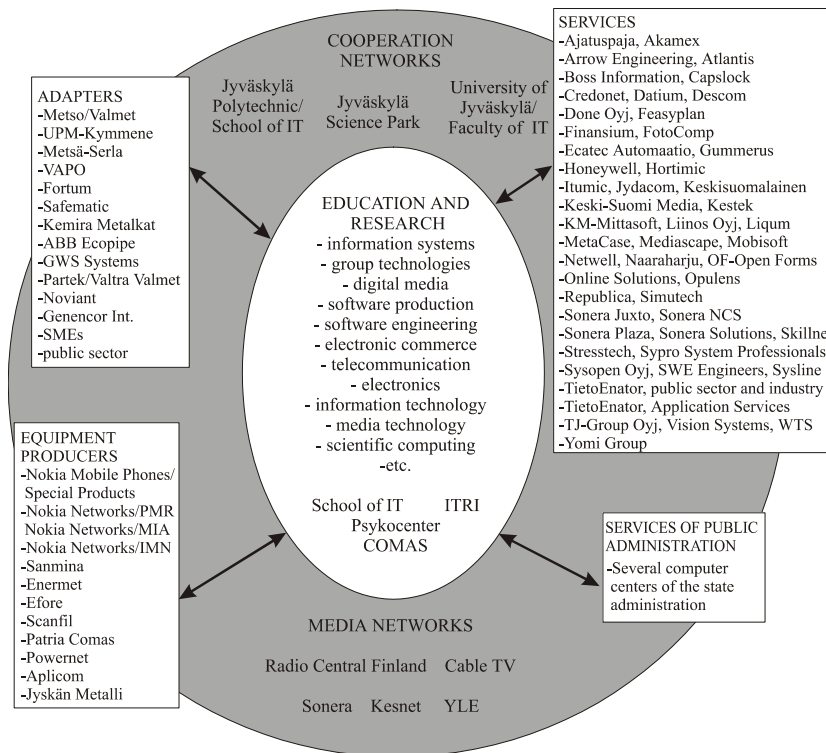 COOPERATION
NETWORKS
Jyväskylä
Polytechnic/
School of IT
Jyväskylä
Science Park
University of
Jyväskylä/
Faculty of IT
ADAPTERS
-Metso/Valmet
-UPM-Kymmene
-Metsä-Serla
-VAPO
-Fortum
-Safematic
-Kemira Metalkat
-ABB Ecopipe
-GWS Systems
-Partek/Valtra Valmet
-Noviant
-Genencor Int.
-SMEs
-public sector
SERVICES
-Ajatuspaja, Akamex
-Arrow Engineering, Atlantis
-Boss Information, Capslock
-Credonet, Datium, Descom
-Done Oyj, Feasyplan
-Finansium, FotoComp
-Ecatec Automaatio, Gummerus
-Honeywell, Hortimic
-Itumic, Jydacom, Keskisuomalainen
-Keski-Suomi Media, Kestek
-KM-Mittasoft, Liinos Oyj, Liqum
-MetaCase, Mediascape, Mobisoft
-Netwell, Naaraharju, OF-Open Forms
-Online Solutions, Opulens
-Republica, Simutech
-Sonera Juxto, Sonera NCS
-Sonera Plaza, Sonera Solutions, Skillnet
-Stresstech, Sypro System Professionals
-Sysopen Oyj, SWE Engineers, Sysline
-TietoEnator, public sector and industry
-TietoEnator, Application Services
-TJ-Group Oyj, Vision Systems, WTS
-Yomi Group
EDUCATION AND
RESEARCH
- information systems
- group technologies
- digital media
- software production
- software engineering
- electronic commerce
- telecommunication
- electronics
- information technology
- media technology
- scientific computing
-etc.
School of IT ITRI
Psykocenter
COMAS
EQUIPMENT
PRODUCERS
-Nokia Mobile Phones/
Special Products
-Nokia Networks/PMR
Nokia Networks/MIA
-Nokia Networks/IMN
-Sanmina
-Enermet
-Efore
-Scanfil
-Patria Comas
-Powernet
-Aplicom
-Jyskän Metalli
SERVICES OF PUBLIC
ADMINISTRATION
-Several computer
centers of the state
administration
MEDIA NETWORKS
Radio Central Finland Cable TV
Sonera Kesnet YLE